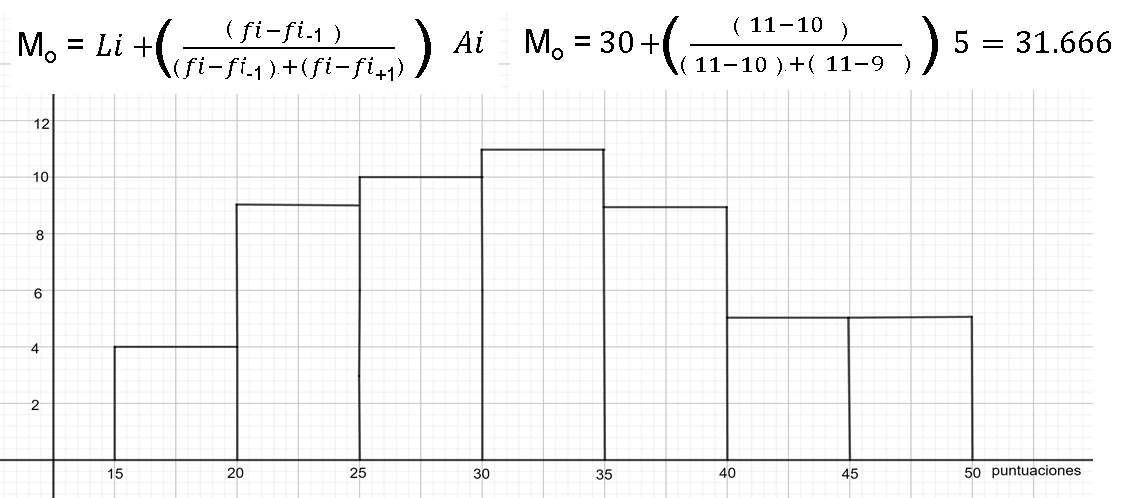 Mₒ = Li + ( (fi−fi-1) / (fi−fi-1).+(fi−fi+1) ) Ai
Mₒ = 30 + ( (11−10) / (11−10).+(11−9) ) 5 = 31.666
12
10
8
6
4
2
15 20 25 30 35 40 45 50 puntuaciones